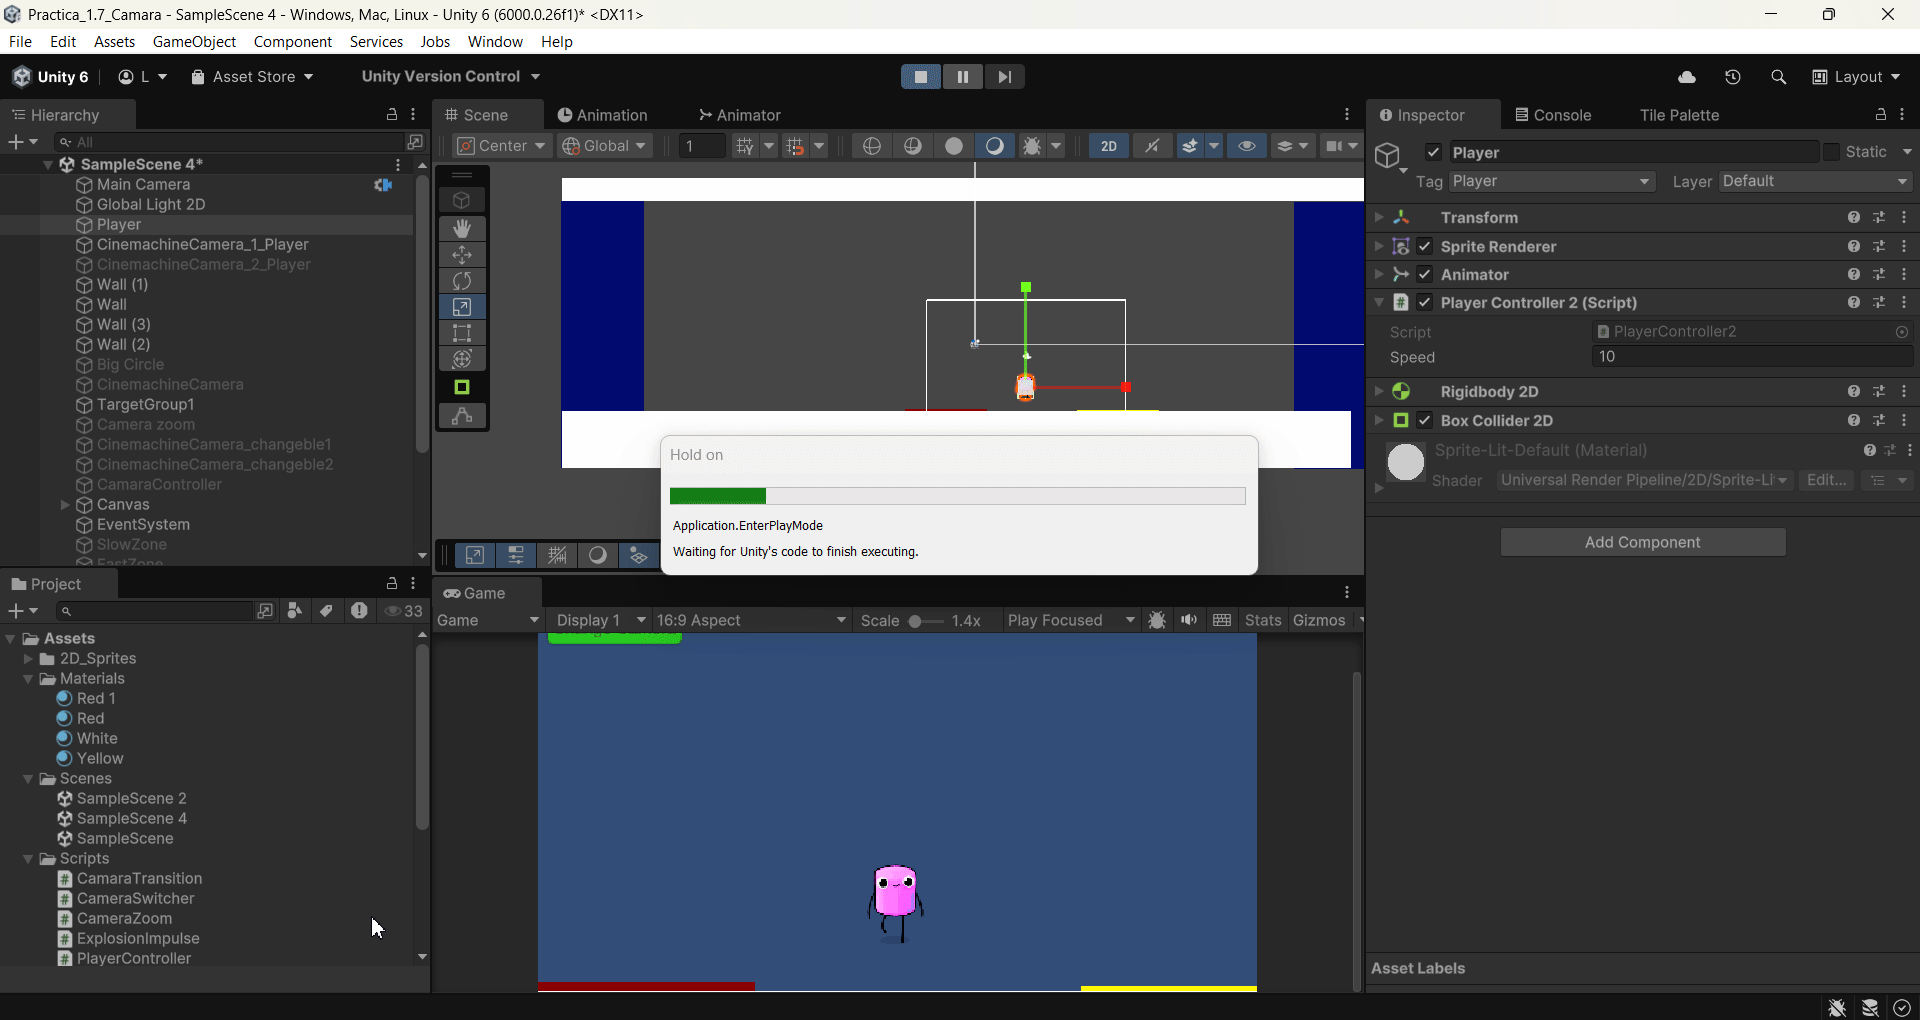 Practica_1.7_Camara - SampleScene 4 - Windows, Mac, Linux - Unity 6 (6000.0.26f1)* <DX11>
File Edit Assets GameObject Component Services Jobs Window Help
Unity 6 L Asset Store Unity Version Control Layout
Hierarchy
All
SampleScene 4*
Main Camera
Global Light 2D
Player
CinemachineCamera_1_Player
CinemachineCamera_2_Player
Wall (1)
Wall
Wall (3)
Wall (2)
Big Circle
CinemachineCamera
TargetGroup1
Camera zoom
CinemachineCamera_changeble1
CinemachineCamera_changeble2
CamaraController
Canvas
EventSystem
SlowZone
FastZone
Scene Animation Animator
Center Global 1 2D
Hold on
Application.EnterPlayMode
Waiting for Unity's code to finish executing.
Project
33
Assets
2D_Sprites
Materials
Red 1
Red
White
Yellow
Scenes
SampleScene 2
SampleScene 4
SampleScene
Scripts
CamaraTransition
CameraSwitcher
CameraZoom
ExplosionImpulse
PlayerController
Game
Game Display 1 16:9 Aspect Scale 1.4x Play Focused Stats Gizmos
Inspector Console Tile Palette
Player Static
Tag Player Layer Default
Transform
Sprite Renderer
Animator
Player Controller 2 (Script)
Script PlayerController2
Speed 10
Rigidbody 2D
Box Collider 2D
Sprite-Lit-Default (Material)
Shader Universal Render Pipeline/2D/Sprite-Li Edit...
Add Component
Asset Labels